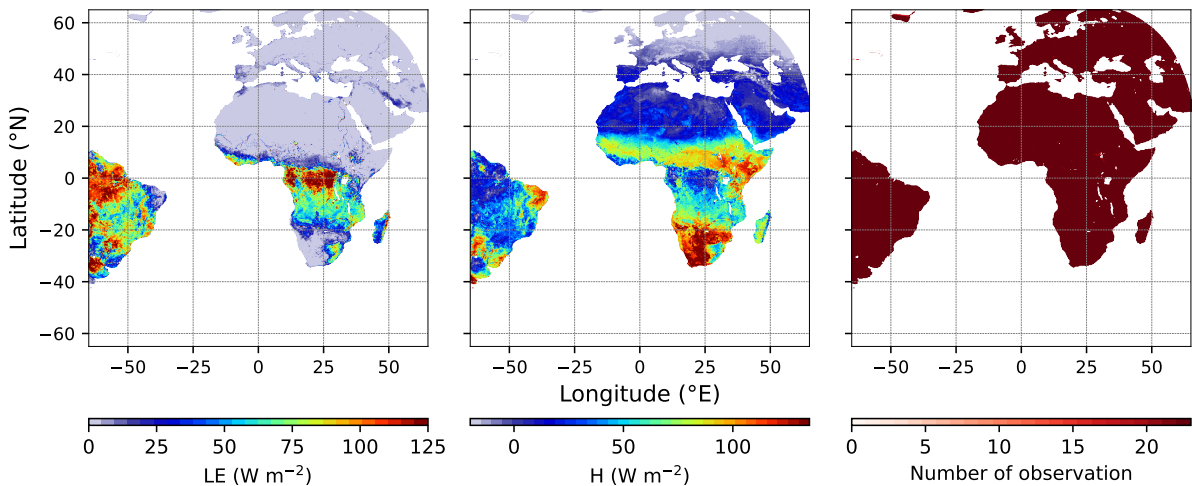 60
40
20
0
−20
−40
−60
Latitude (°N)
−50 −25 0 25 50
−50 −25 0 25 50
−50 −25 0 25 50
Longitude (°E)
0 25 50 75 100 125
LE (W m⁻²)
0 50 100
H (W m⁻²)
0 5 10 15 20
Number of observation